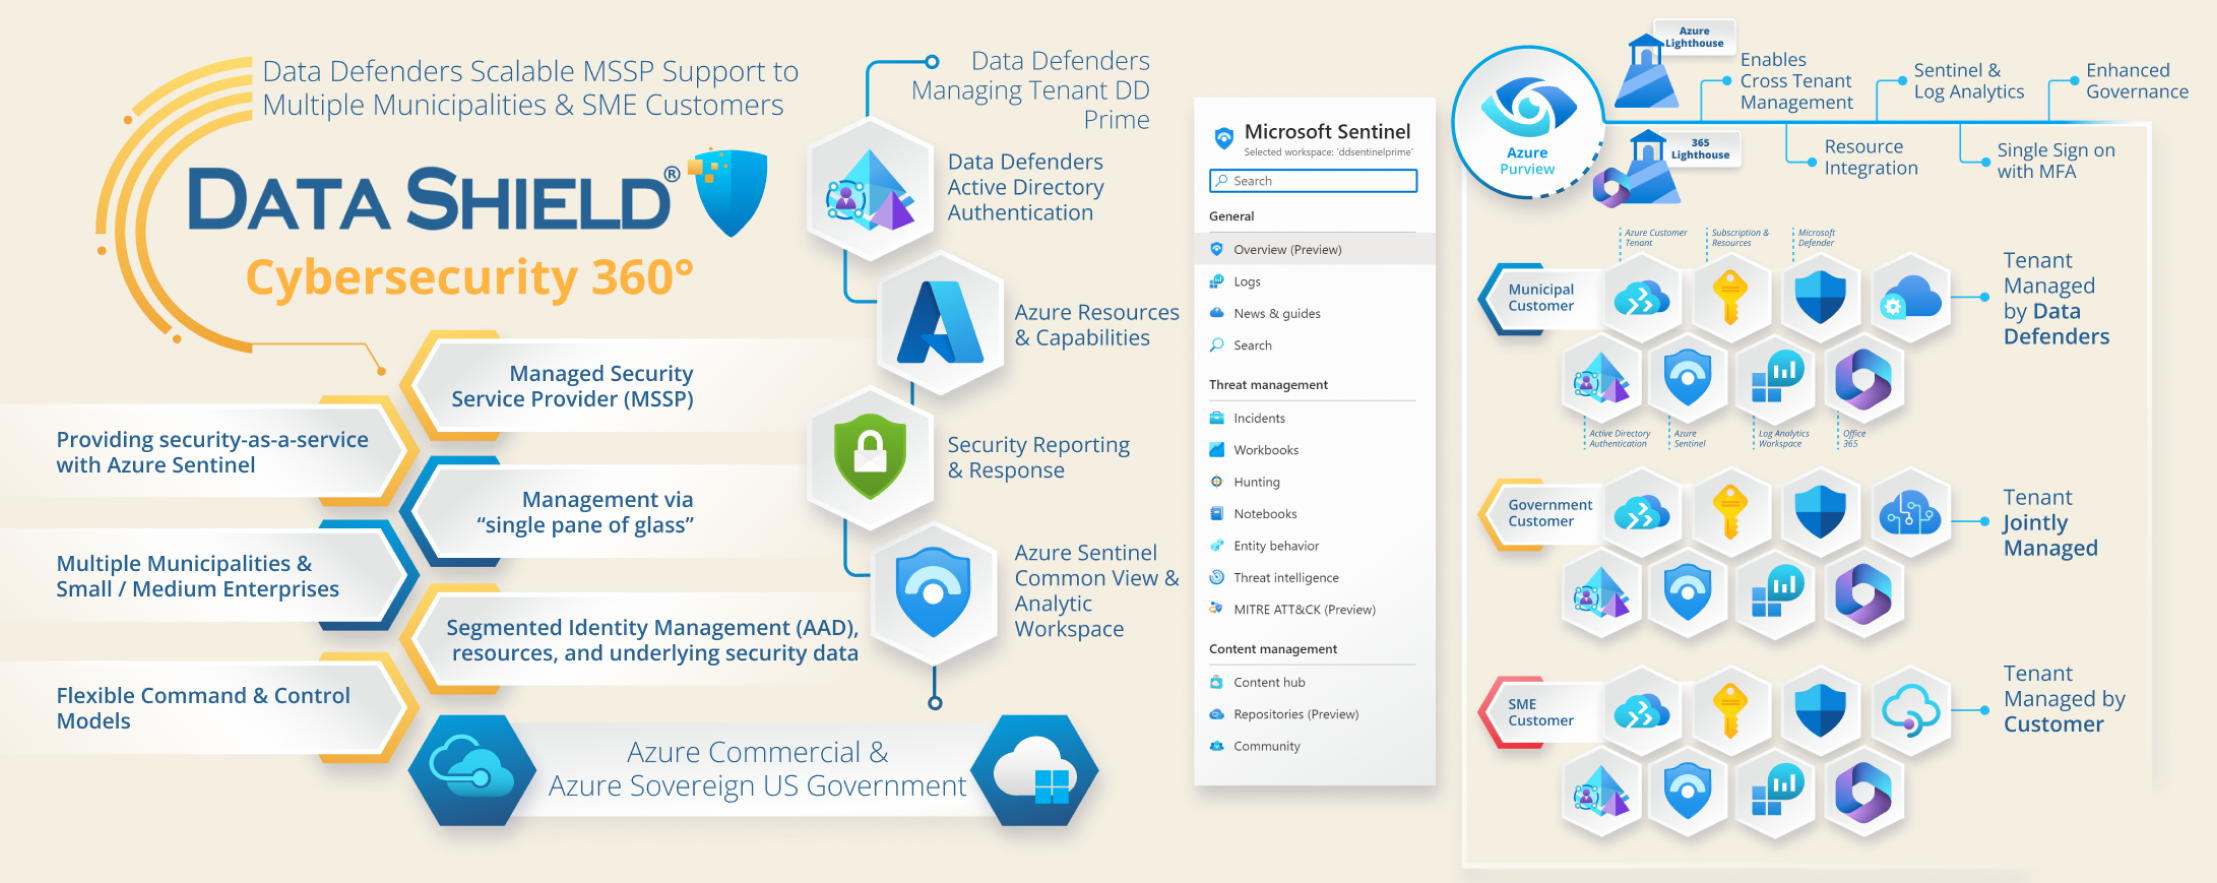 Data Defenders Scalable MSSP Support to
Multiple Municipalities & SME Customers
DATA SHIELD®
Cybersecurity 360°
Managed Security
Service Provider (MSSP)
Providing security-as-a-service
with Azure Sentinel
Management via
“single pane of glass”
Multiple Municipalities &
Small / Medium Enterprises
Segmented Identity Management (AAD),
resources, and underlying security data
Flexible Command & Control
Models
Azure Commercial &
Azure Sovereign US Government
Data Defenders
Managing Tenant DD
Prime
Data Defenders
Active Directory
Authentication
Azure Resources
& Capabilities
Security Reporting
& Response
Azure Sentinel
Common View &
Analytic
Workspace
Microsoft Sentinel
Selected workspace: 'ddsentinelprime'
Search
General
Overview (Preview)
Logs
News & guides
Search
Threat management
Incidents
Workbooks
Hunting
Notebooks
Entity behavior
Threat intelligence
MITRE ATT&CK (Preview)
Content management
Content hub
Repositories (Preview)
Community
Azure
Purview
Azure
Lighthouse
365
Lighthouse
Enables
Cross Tenant
Management
Resource
Integration
Sentinel &
Log Analytics
Single Sign on
with MFA
Enhanced
Governance
Azure Customer
Tenant
Subscription &
Resources
Microsoft
Defender
Municipal
Customer
Tenant
Managed
by Data
Defenders
Active Directory
Authentication
Azure
Sentinel
Log Analytics
Workspace
Office
365
Government
Customer
Tenant
Jointly
Managed
SME
Customer
Tenant
Managed by
Customer